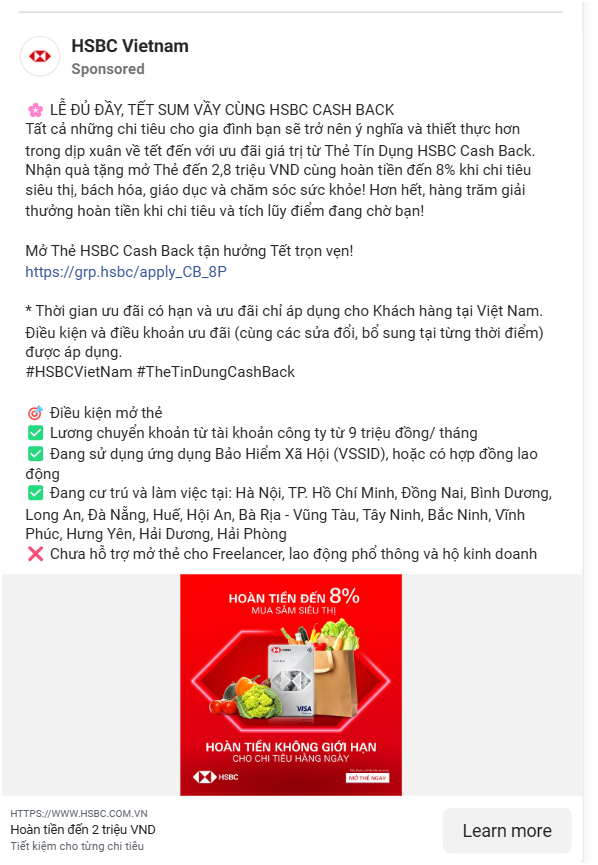 HSBC Vietnam
Sponsored
🌸 LỄ ĐỦ ĐẦY, TẾT SUM VẦY CÙNG HSBC CASH BACK
Tất cả những chi tiêu cho gia đình bạn sẽ trở nên ý nghĩa và thiết thực hơn
trong dịp xuân về tết đến với ưu đãi giá trị từ Thẻ Tín Dụng HSBC Cash Back.
Nhận quà tặng mở Thẻ đến 2,8 triệu VND cùng hoàn tiền đến 8% khi chi tiêu
siêu thị, bách hóa, giáo dục và chăm sóc sức khỏe! Hơn hết, hàng trăm giải
thưởng hoàn tiền khi chi tiêu và tích lũy điểm đang chờ bạn!
Mở Thẻ HSBC Cash Back tận hưởng Tết trọn vẹn!
https://grp.hsbc/apply_CB_8P
* Thời gian ưu đãi có hạn và ưu đãi chỉ áp dụng cho Khách hàng tại Việt Nam.
Điều kiện và điều khoản ưu đãi (cùng các sửa đổi, bổ sung tại từng thời điểm)
được áp dụng.
#HSBCVietNam #TheTinDungCashBack
🎯 Điều kiện mở thẻ
✅ Lương chuyển khoản từ tài khoản công ty từ 9 triệu đồng/ tháng
✅ Đang sử dụng ứng dụng Bảo Hiểm Xã Hội (VSSID), hoặc có hợp đồng lao
động
✅ Đang cư trú và làm việc tại: Hà Nội, TP. Hồ Chí Minh, Đồng Nai, Bình Dương,
Long An, Đà Nẵng, Huế, Hội An, Bà Rịa - Vũng Tàu, Tây Ninh, Bắc Ninh, Vĩnh
Phúc, Hưng Yên, Hải Dương, Hải Phòng
❌ Chưa hỗ trợ mở thẻ cho Freelancer, lao động phổ thông và hộ kinh doanh
HOÀN TIỀN ĐẾN 8%
MUA SẮM SIÊU THỊ
HSBC
VISA
HOÀN TIỀN KHÔNG GIỚI HẠN
CHO CHI TIÊU HẰNG NGÀY
HSBC
MỞ THẺ NGAY
HTTPS://WWW.HSBC.COM.VN
Hoàn tiền đến 2 triệu VND
Tiết kiệm cho từng chi tiêu
Learn more